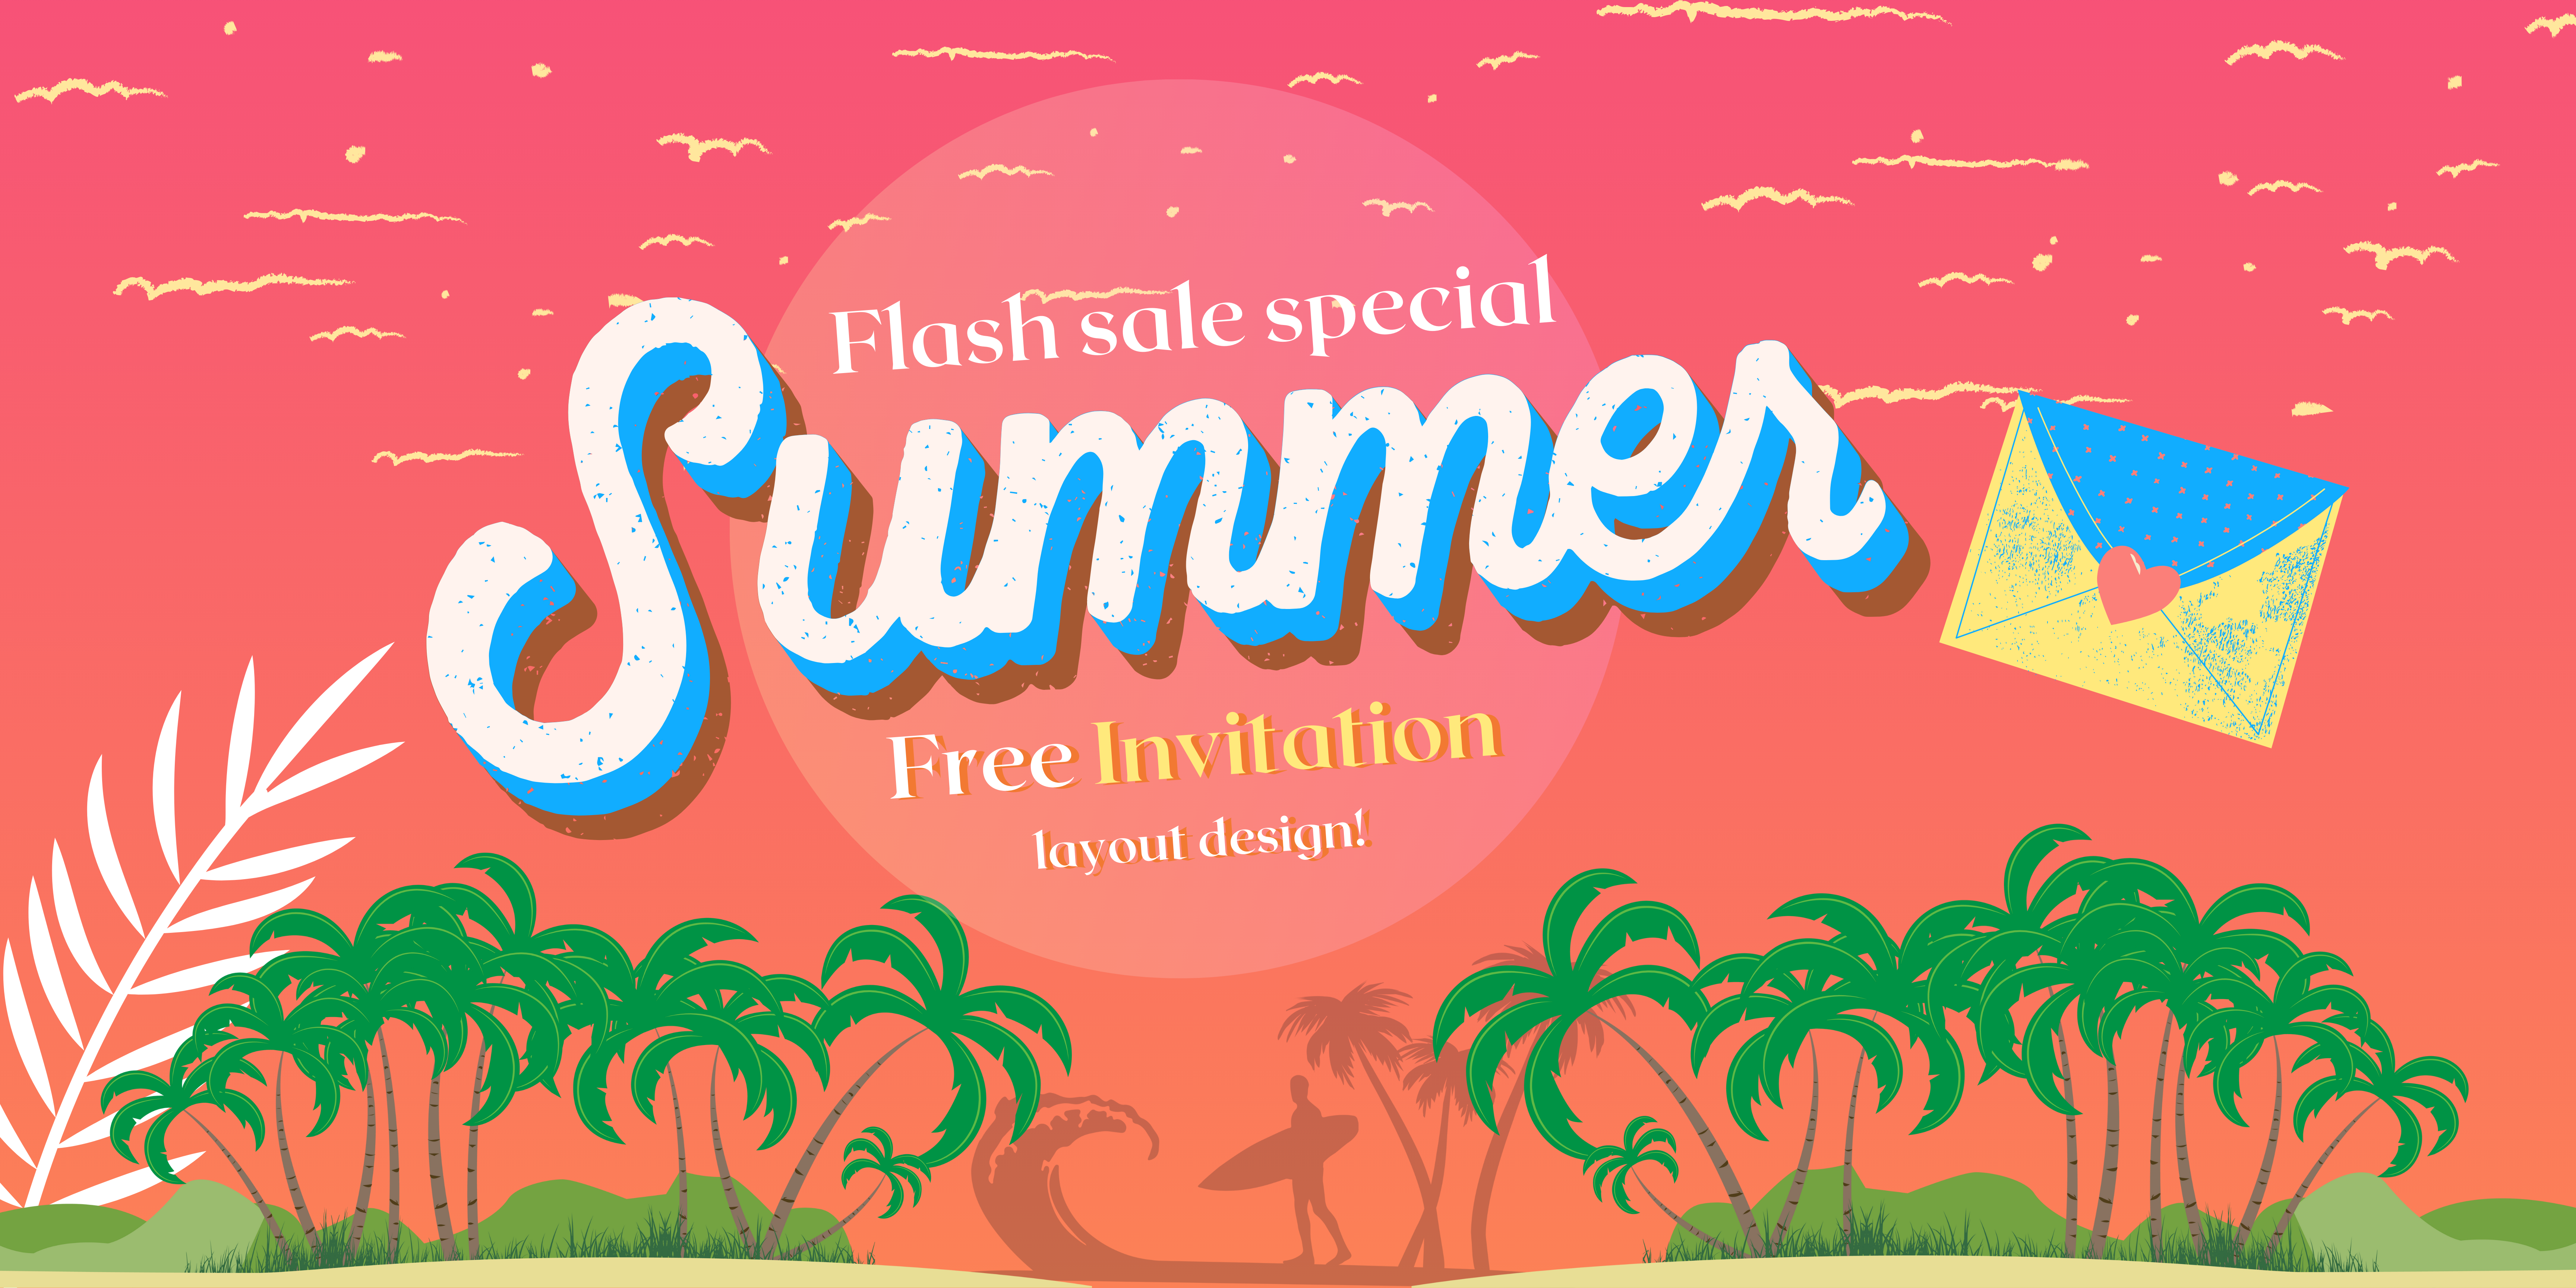 Flash sale special
Summer
Free Invitation
layout design!